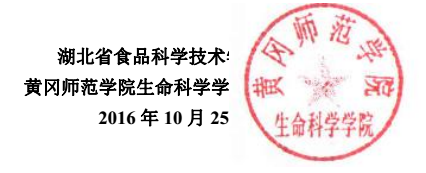 湖北省食品科学技术
黄冈师范学院生命科学学
2016 年 10 月 25
黄冈师范学院
生命科学学院